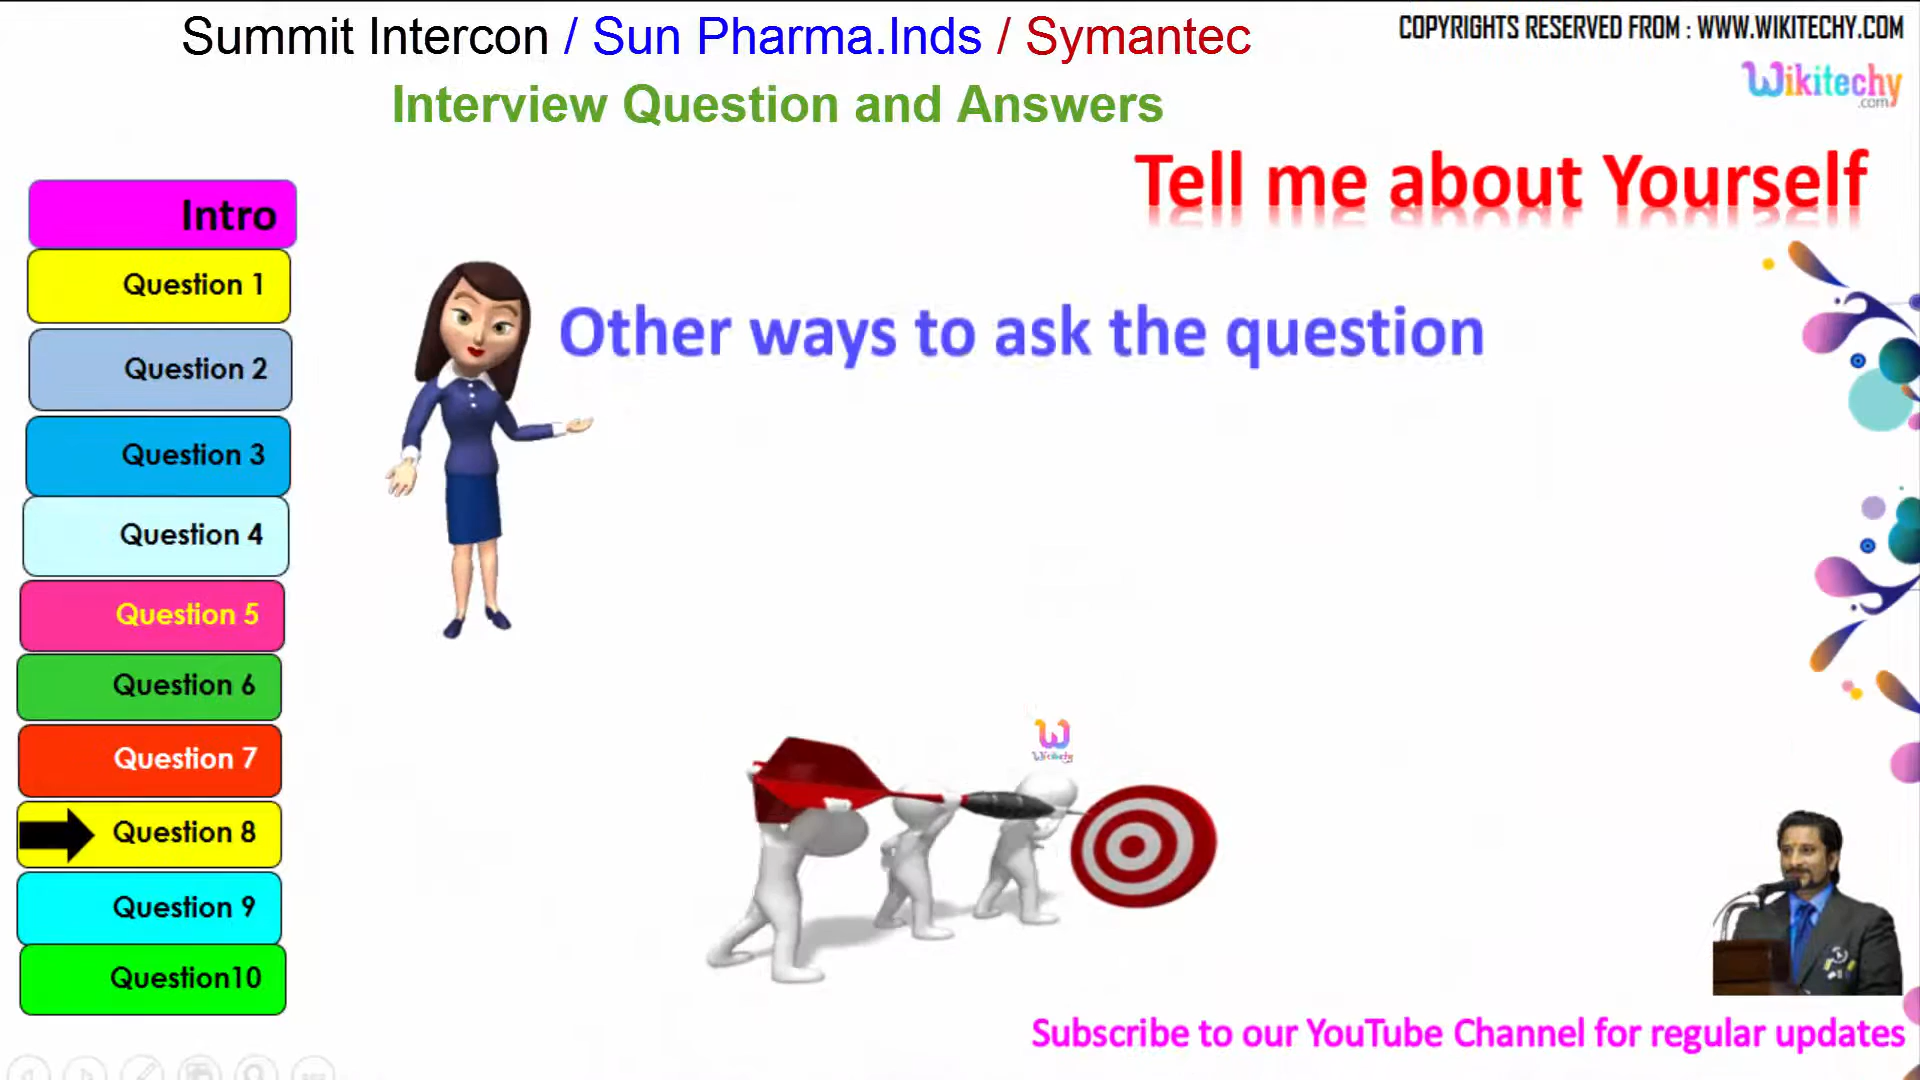 Summit Intercon / Sun Pharma.Inds / Symantec
COPYRIGHTS RESERVED FROM : WWW.WIKITECHY.COM
Interview Question and Answers
Wikitechy
.com
Tell me about Yourself
Intro
Question 1
Question 2
Question 3
Question 4
Question 5
Question 6
Question 7
Question 8
Question 9
Question10
Other ways to ask the question
W
Wikitechy
Subscribe to our YouTube Channel for regular updates